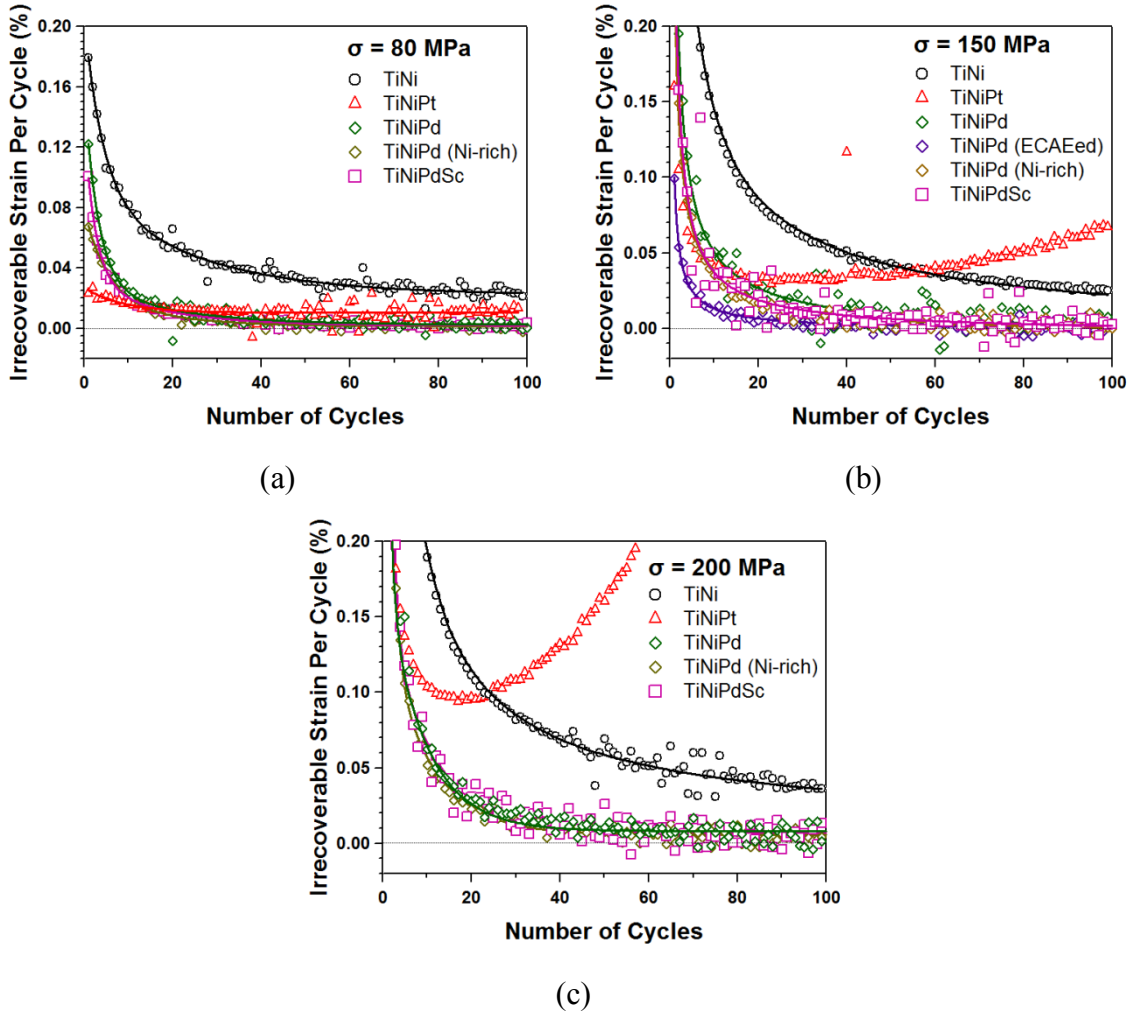 σ = 80 MPa
TiNi
TiNiPt
TiNiPd
TiNiPd (Ni-rich)
TiNiPdSc
Irrecoverable Strain Per Cycle (%)
0.20
0.16
0.12
0.08
0.04
0.00
0 20 40 60 80 100
Number of Cycles
(a)
σ = 150 MPa
TiNi
TiNiPt
TiNiPd
TiNiPd (ECAEed)
TiNiPd (Ni-rich)
TiNiPdSc
Irrecoverable Strain Per Cycle (%)
0.20
0.15
0.10
0.05
0.00
0 20 40 60 80 100
Number of Cycles
(b)
σ = 200 MPa
TiNi
TiNiPt
TiNiPd
TiNiPd (Ni-rich)
TiNiPdSc
Irrecoverable Strain Per Cycle (%)
0.20
0.15
0.10
0.05
0.00
0 20 40 60 80 100
Number of Cycles
(c)